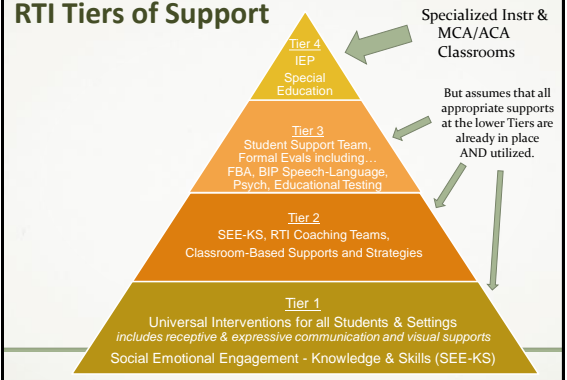 RTI Tiers of Support
Specialized Instr &
MCA/ACA
Classrooms
Tier 4
IEP
Special
Education
But assumes that all
appropriate supports
at the lower Tiers are
already in place
AND utilized.
Tier 3
Student Support Team,
Formal Evals including…
FBA, BIP Speech-Language,
Psych, Educational Testing
Tier 2
SEE-KS, RTI Coaching Teams,
Classroom-Based Supports and Strategies
Tier 1
Universal Interventions for all Students & Settings
includes receptive & expressive communication and visual supports
Social Emotional Engagement - Knowledge & Skills (SEE-KS)